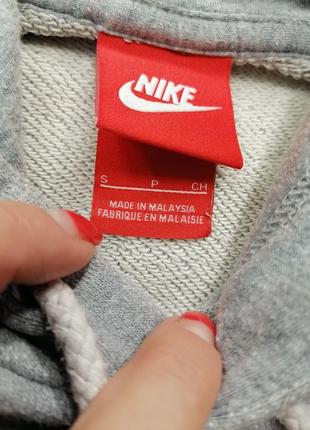 NIKE
S P CH
MADE IN MALAYSIA
FABRIQUE EN MALAISIE